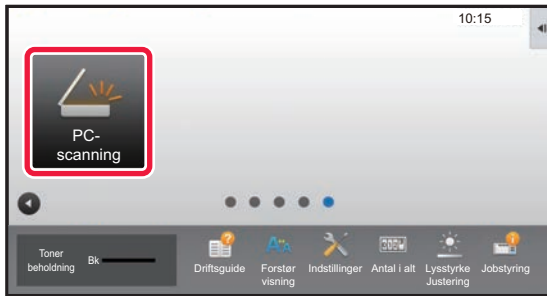 10:15
PC-
scanning
Toner
beholdning
Bk
Driftsguide
Forstør
visning
Indstillinger
Antal i alt
Lysstyrke
Justering
Jobstyring